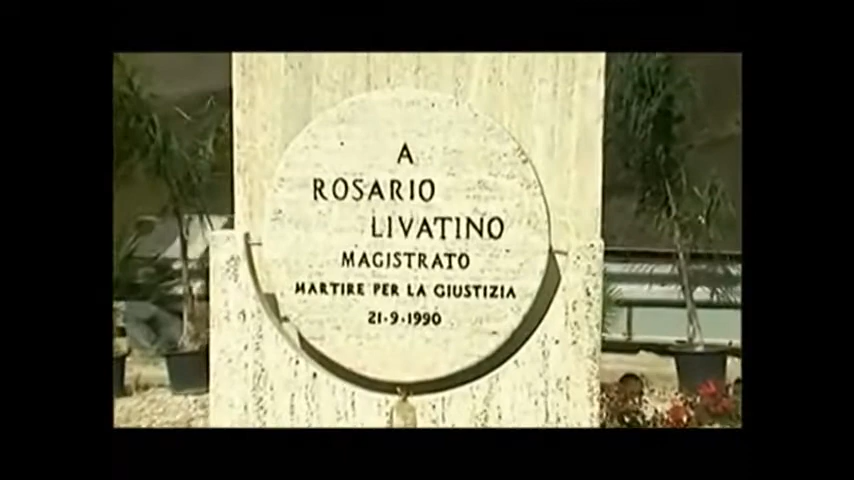 A
ROSARIO
LIVATINO
MAGISTRATO
MARTIRE PER LA GIUSTIZIA
21·9·1990